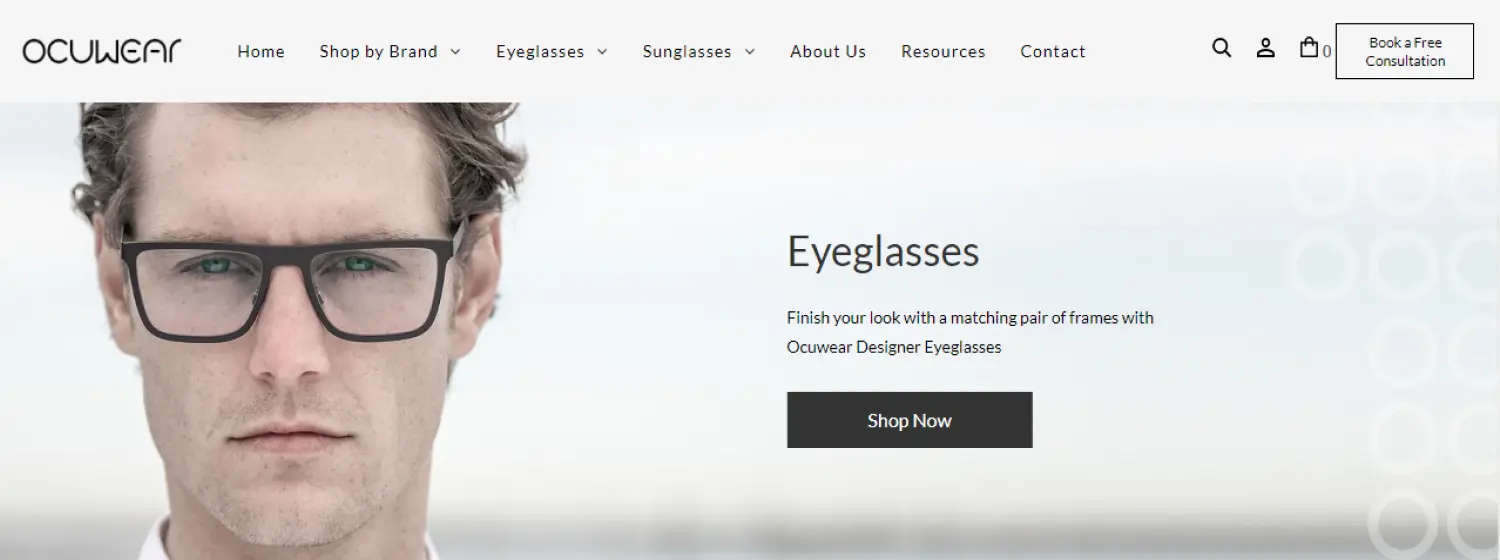 OCUWEAR
Home
Shop by Brand
Eyeglasses
Sunglasses
About Us
Resources
Contact
0
Book a Free
Consultation
Eyeglasses
Finish your look with a matching pair of frames with
Ocuwear Designer Eyeglasses
Shop Now